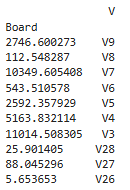 V
Board
2746.600273 V9
112.548287 V8
10349.605408 V7
543.510578 V6
2592.357929 V5
5163.832114 V4
11014.508305 V3
25.901405 V28
88.045296 V27
5.653653 V26